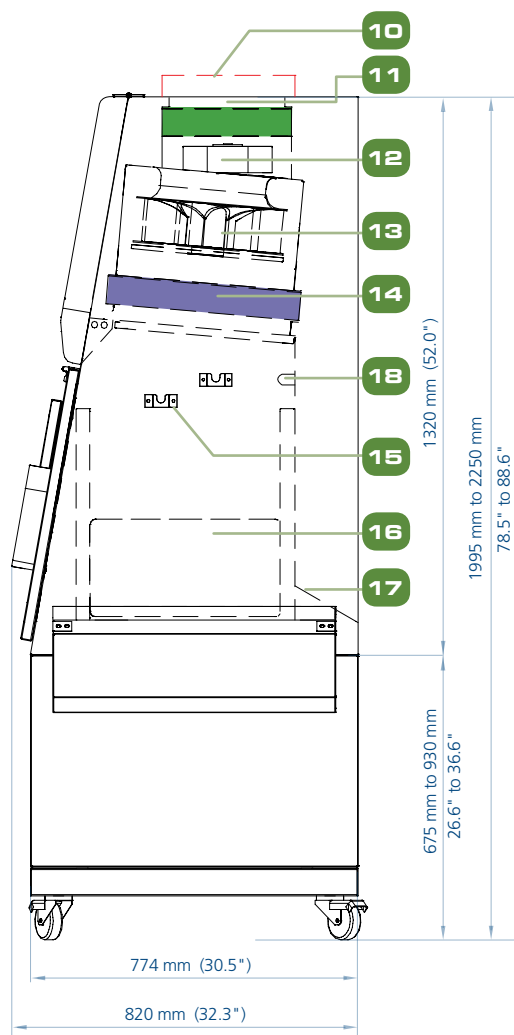 10
11
12
13
14
18
15
16
17
1320 mm (52.0")
1995 mm to 2250 mm
78.5" to 88.6"
675 mm to 930 mm
26.6" to 36.6"
774 mm (30.5")
820 mm (32.3")